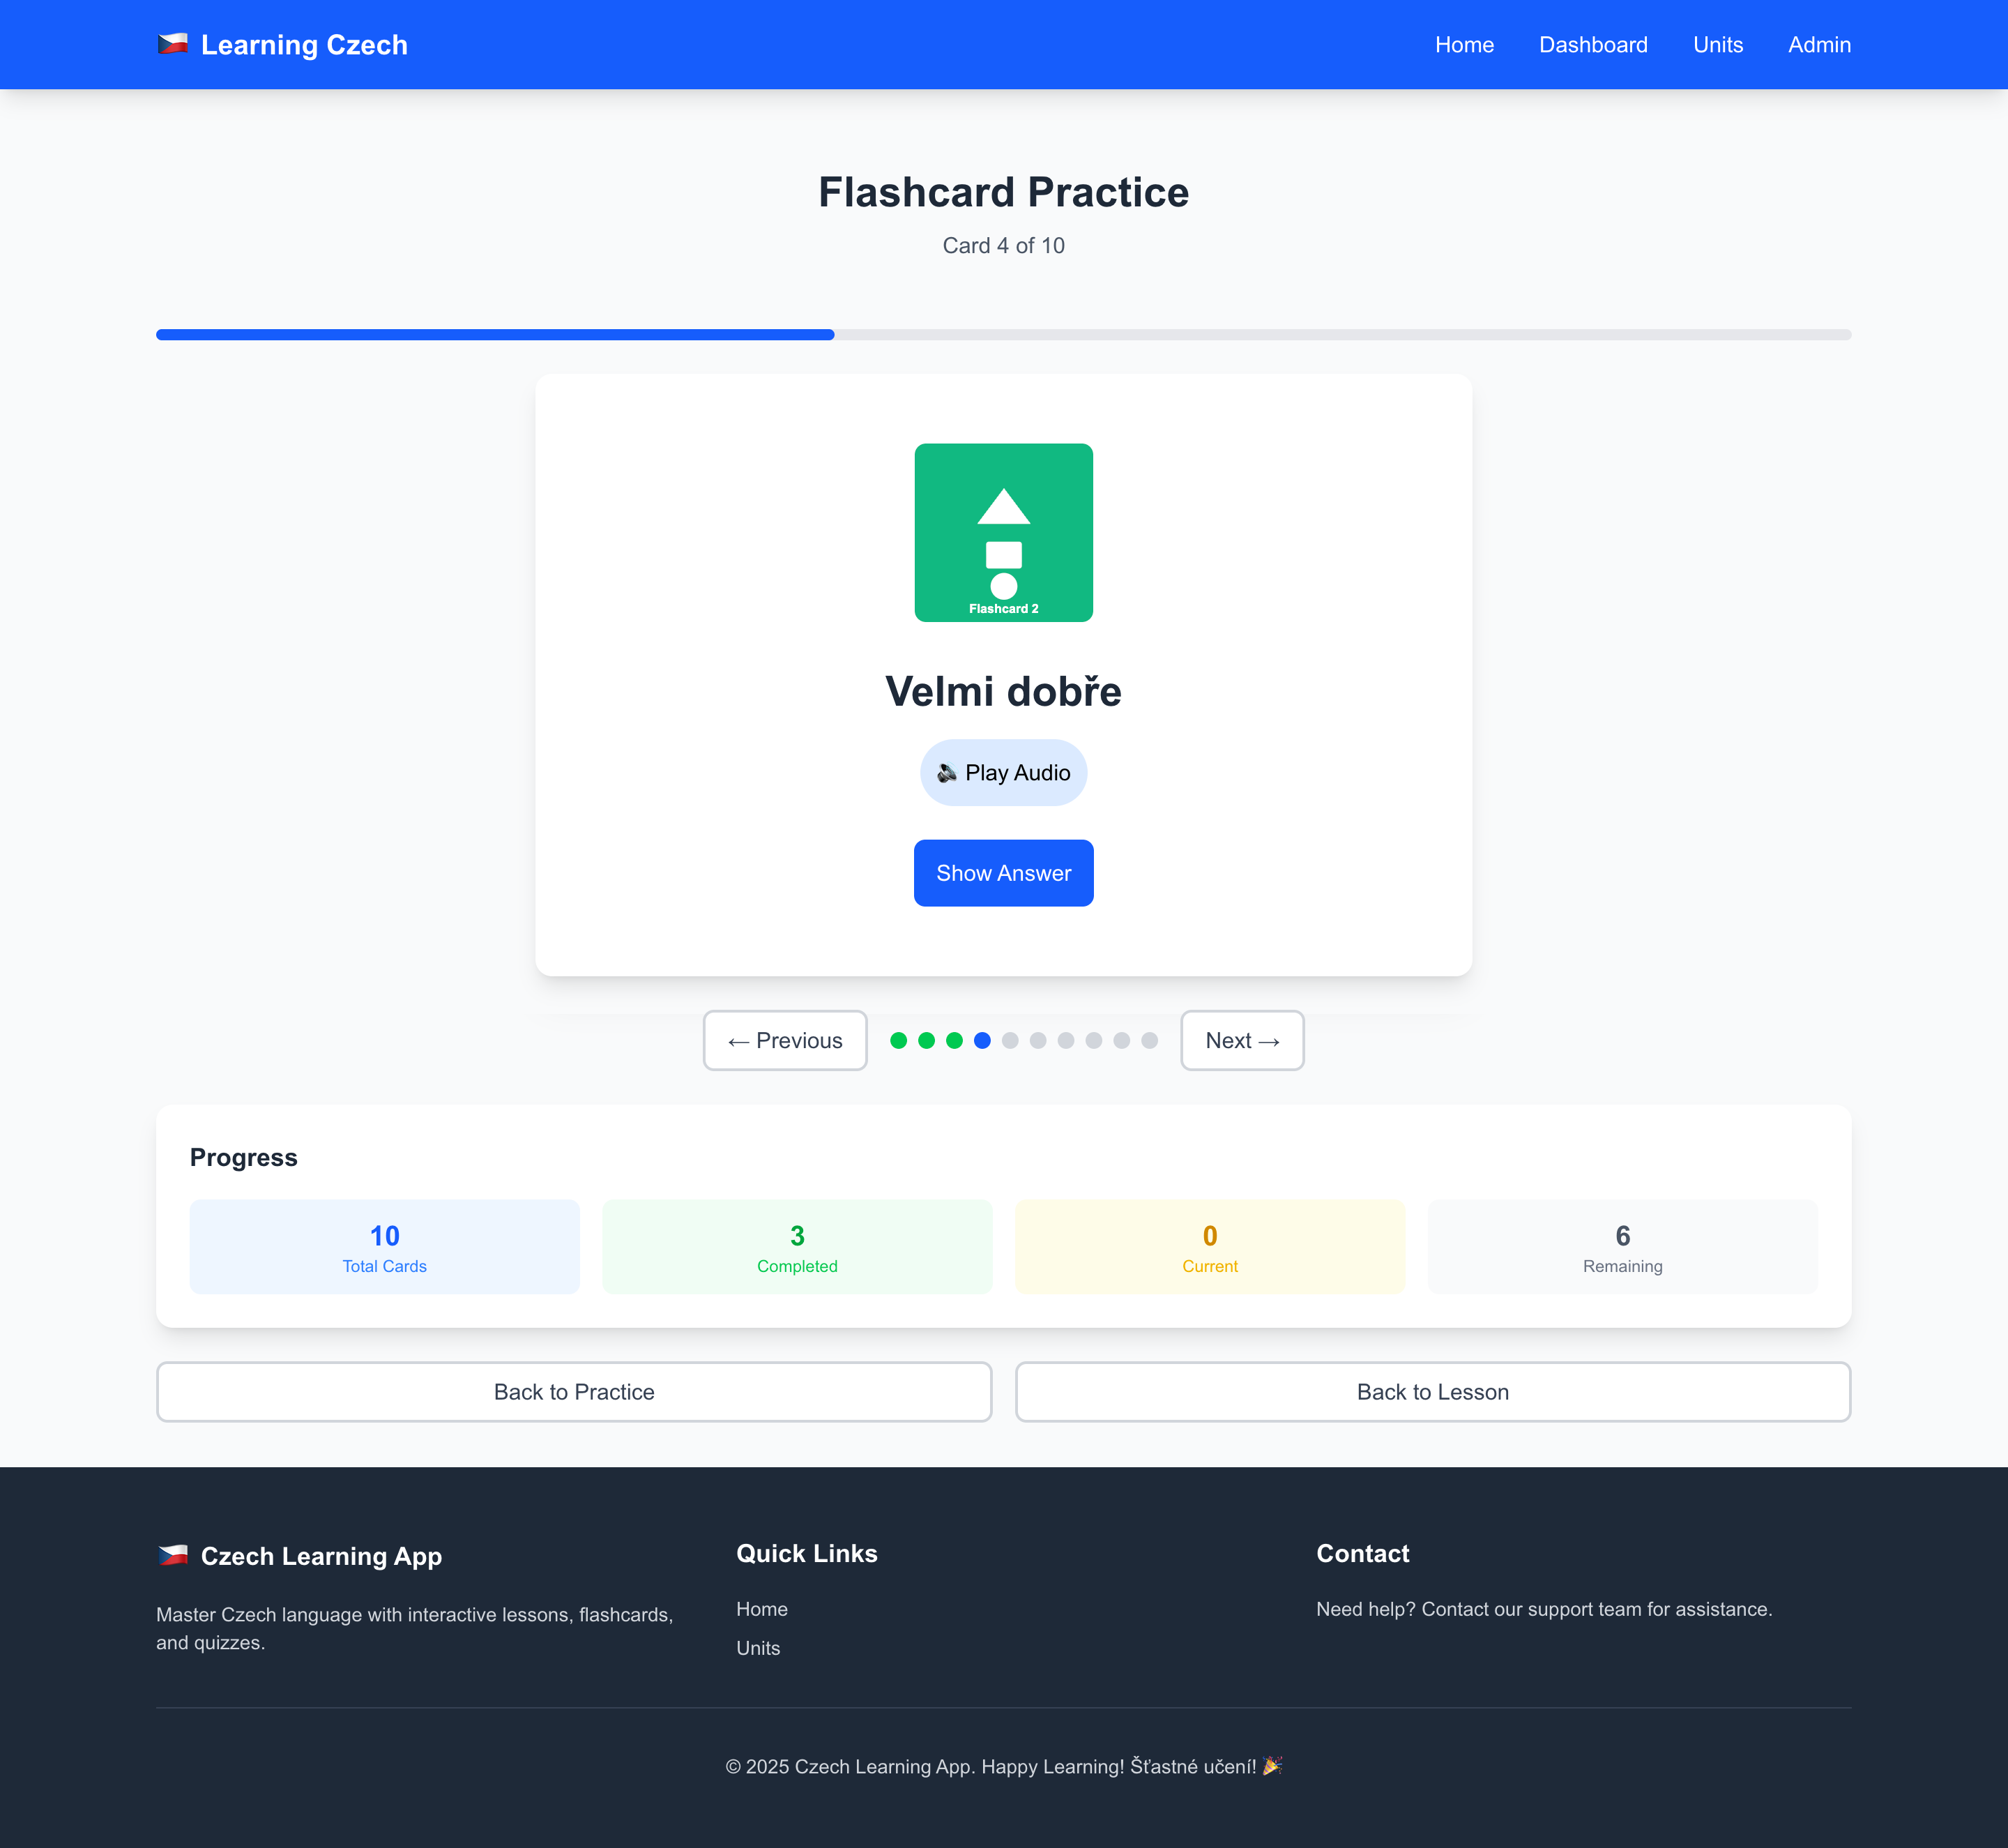 🇨🇿 Learning Czech
Home Dashboard Units Admin
Flashcard Practice
Card 4 of 10
Flashcard 2
Velmi dobře
🔊 Play Audio
Show Answer
← Previous
Next →
Progress
10
Total Cards
3
Completed
0
Current
6
Remaining
Back to Practice
Back to Lesson
🇨🇿 Czech Learning App
Master Czech language with interactive lessons, flashcards,
and quizzes.
Quick Links
Home
Units
Contact
Need help? Contact our support team for assistance.
© 2025 Czech Learning App. Happy Learning! Šťastné učení! 🎉